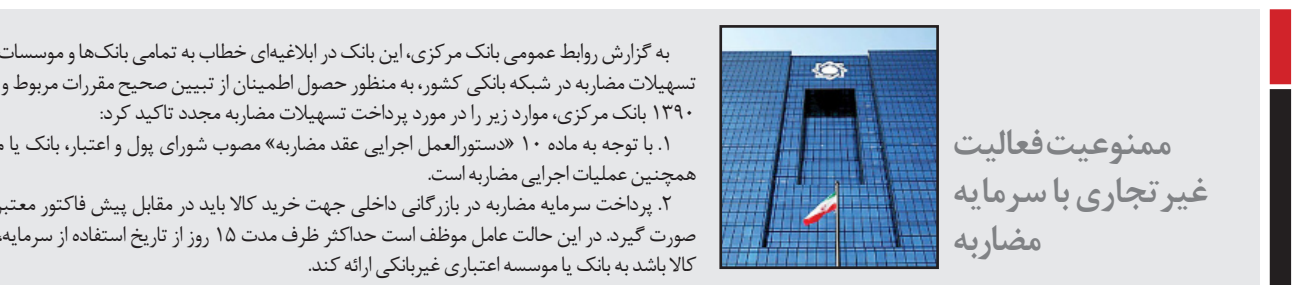 ممنوعیت فعالیت
غیر تجاری با سرمایه
مضاربه
به گزارش روابط عمومی بانک مرکزی، این بانک در ابلاغیه‌ای خطاب به تمامی بانک‌ها و موسسات
تسهیلات مضاربه در شبکه بانکی کشور، به منظور حصول اطمینان از تبیین صحیح مقررات مربوط و
۱۳۹۰ بانک مرکزی، موارد زیر را در مورد پرداخت تسهیلات مضاربه مجدد تاکید کرد:
۱. با توجه به ماده ۱۰ «دستورالعمل اجرایی عقد مضاربه» مصوب شورای پول و اعتبار، بانک یا
همچنین عملیات اجرایی مضاربه است.
۲. پرداخت سرمایه مضاربه در بازرگانی داخلی جهت خرید کالا باید در مقابل پیش فاکتور معتبر
صورت گیرد. در این حالت عامل موظف است حداکثر ظرف مدت ۱۵ روز از تاریخ استفاده از سرمایه،
کالا باشد به بانک یا موسسه اعتباری غیربانکی ارائه کند.